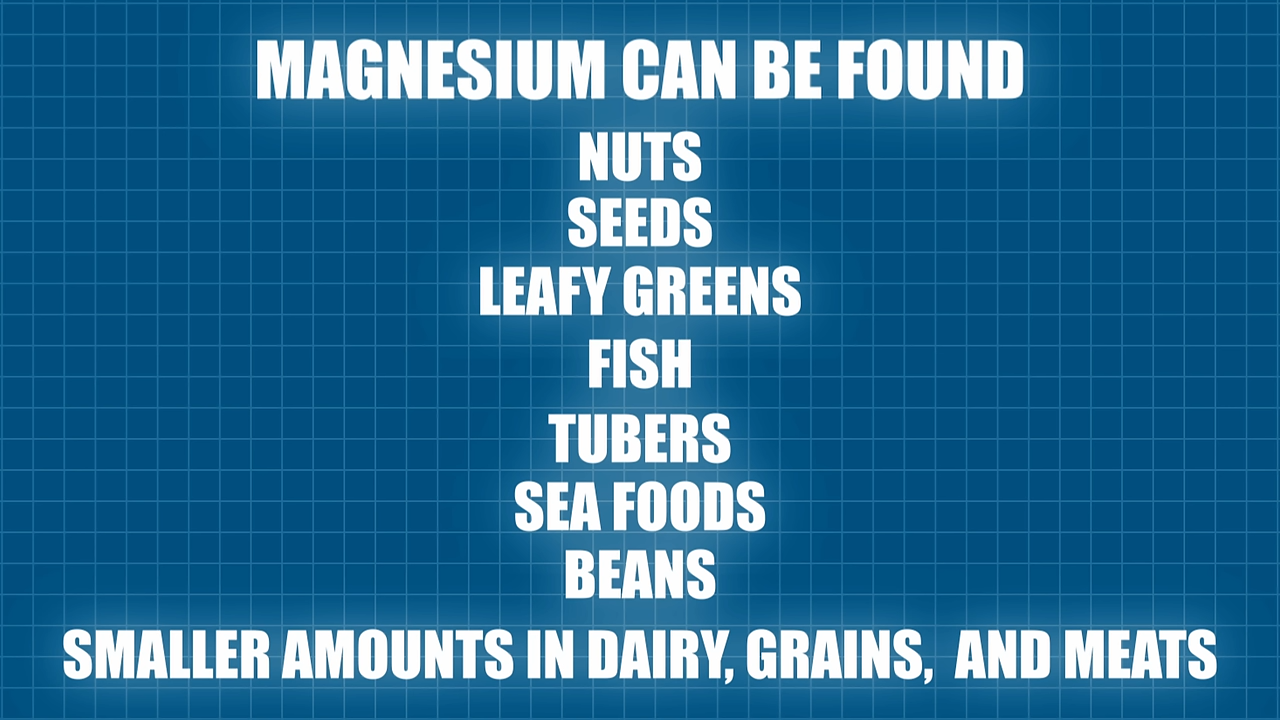 MAGNESIUM CAN BE FOUND
NUTS
SEEDS
LEAFY GREENS
FISH
TUBERS
SEA FOODS
BEANS
SMALLER AMOUNTS IN DAIRY, GRAINS,  AND MEATS